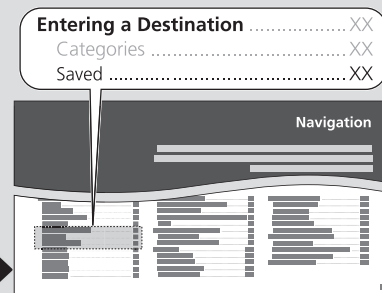 Entering a Destination .................. XX
Categories .................................... XX
Saved ............................................ XX
Navigation